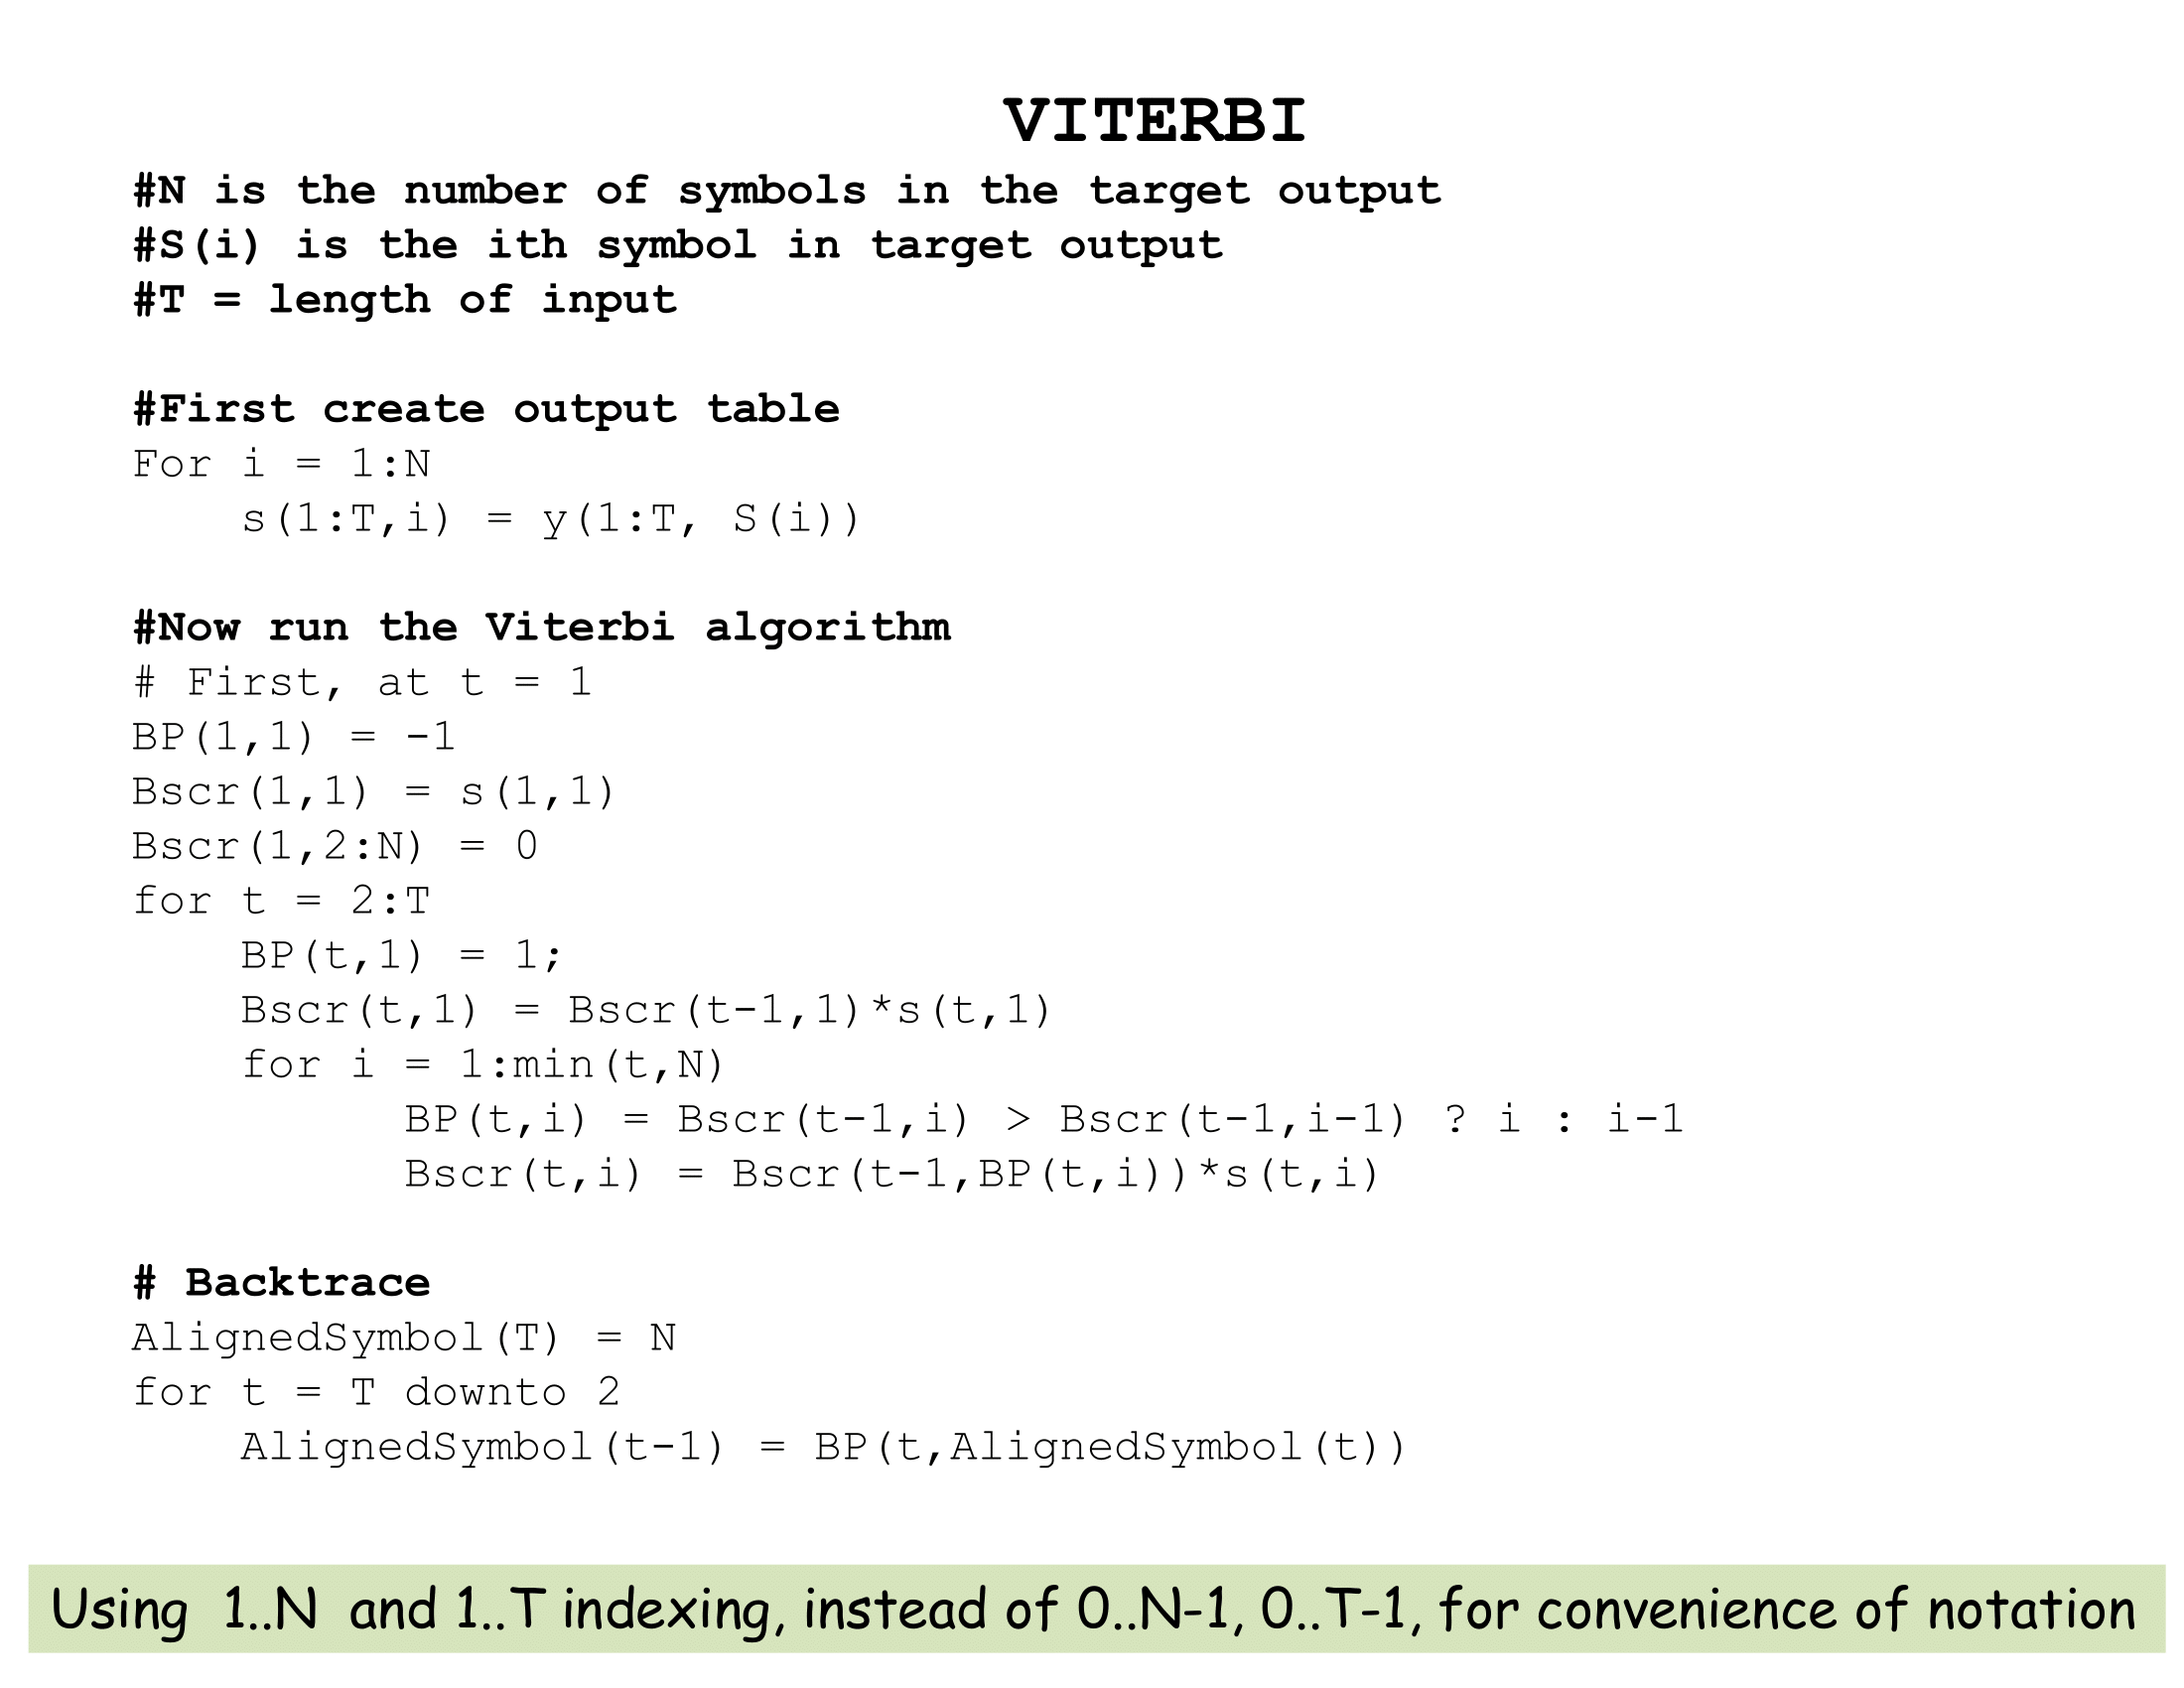 VITERBI
#N is the number of symbols in the target output
#S(i) is the ith symbol in target output
#T = length of input
#First create output table
For i = 1:N
    s(1:T,i) = y(1:T, S(i))
#Now run the Viterbi algorithm
# First, at t = 1
BP(1,1) = -1
Bscr(1,1) = s(1,1)
Bscr(1,2:N) = 0
for t = 2:T
    BP(t,1) = 1;
    Bscr(t,1) = Bscr(t-1,1)*s(t,1)
    for i = 1:min(t,N)
          BP(t,i) = Bscr(t-1,i) > Bscr(t-1,i-1) ? i : i-1
          Bscr(t,i) = Bscr(t-1,BP(t,i))*s(t,i)
# Backtrace
AlignedSymbol(T) = N
for t = T downto 2
    AlignedSymbol(t-1) = BP(t,AlignedSymbol(t))
Using 1..N and 1..T indexing, instead of 0..N-1, 0..T-1, for convenience of notation